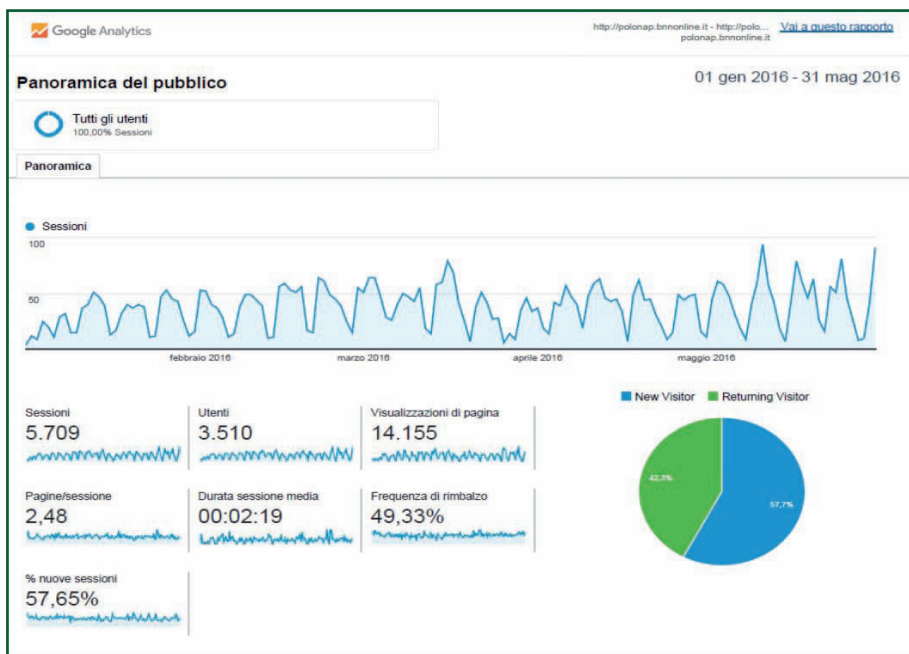 Google Analytics
http://polonap.bnnonline.it - http://polo...
polonap.bnnonline.it
Vai a questo rapporto
Panoramica del pubblico
01 gen 2016 - 31 mag 2016
Tutti gli utenti
100,00% Sessioni
Panoramica
Sessioni
100
50
febbraio 2016
marzo 2016
aprile 2016
maggio 2016
New Visitor
Returning Visitor
Sessioni
5.709
Utenti
3.510
Visualizzazioni di pagina
14.155
Pagine/sessione
2,48
Durata sessione media
00:02:19
Frequenza di rimbalzo
49,33%
% nuove sessioni
57,65%
42,3%
57,7%